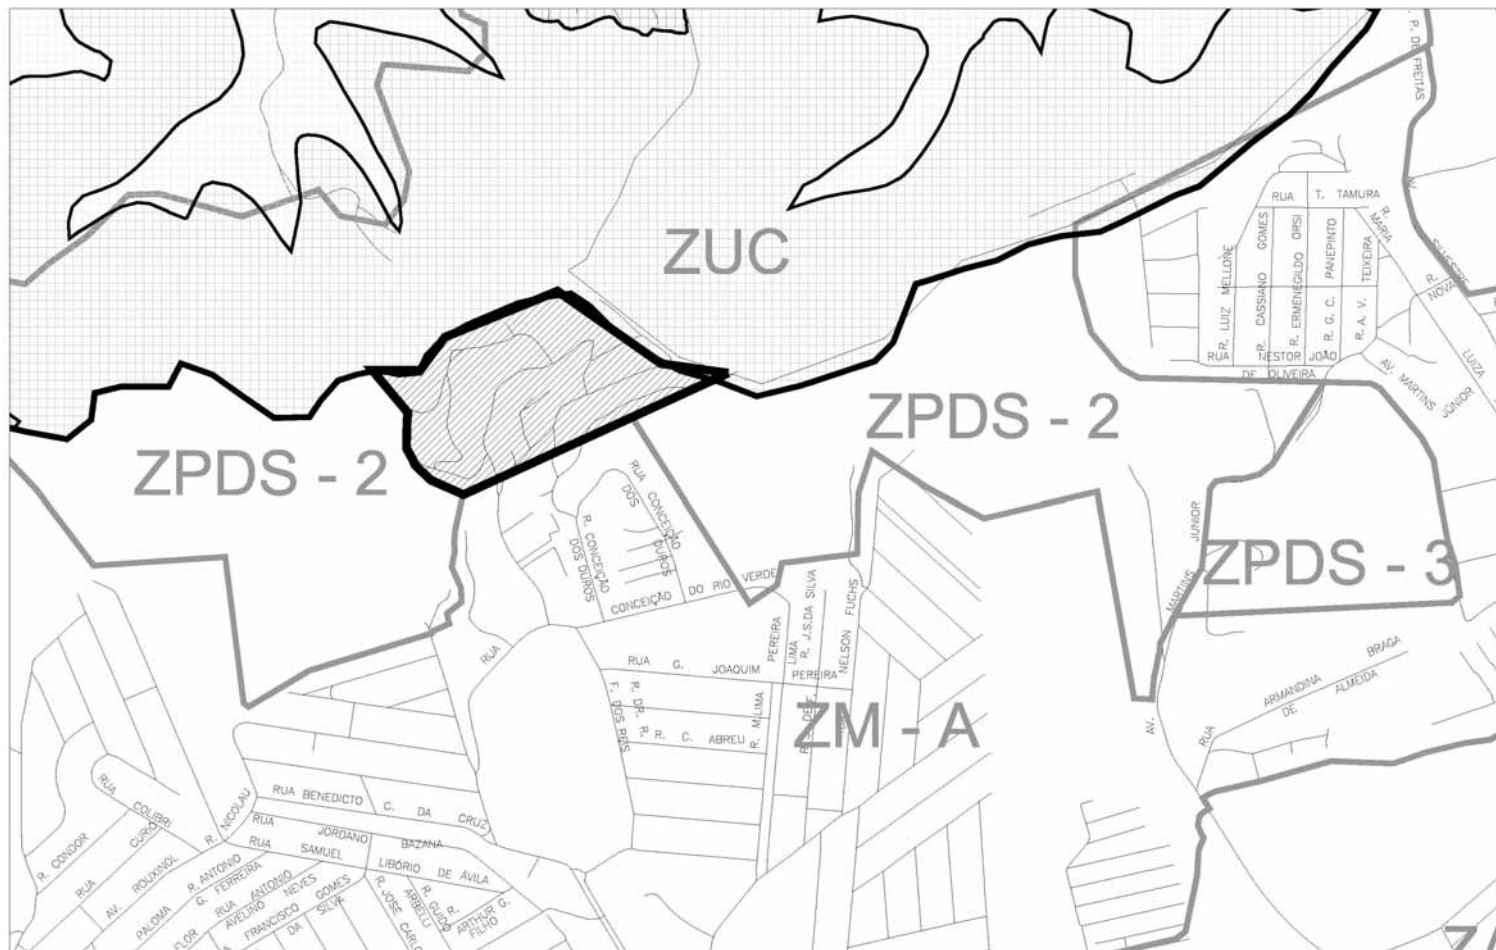 P. DE FREITAS
RUA T. TAMURA
R. MARIA
LUIZA
SILVESTRE
R. NOVA
ZUC
R. LUIZ MELLONE
R. CASSIANO GOMES
R. ERMENEGILDO ORSI
R. G. C. PANEPINTO
R. A. V. TEIXEIRA
RUA NESTOR JOÃO
DE OLIVEIRA
AV. MARTINS JÚNIOR
ZPDS - 2
ZPDS - 2
RUA CONCEIÇÃO
DOS OUROS
R. CONCEIÇÃO
DOS OUROS
CONCEIÇÃO DO RIO VERDE
RUA
ZPDS - 3
AV. MARTINS JUNIOR
PEREIRA
LIMA
R. J.S.DA SILVA
NELSON FUCHS
RUA G. JOAQUIM PEREIRA
R. DR.
F. DOS REIS
R. R. C. ABREU
R. M.LIMA
ZM - A
RUA ARMANDINA BRAGA
DE ALMEIDA
RUA COLIBRI
R. NICOLAU
RUA BENEDICTO C. DA CRUZ
RUA JORDANO BAZANA
RUA SAMUEL LIBÓRIO DE ÁVILA
R. CONDOR
RUA CURIÓ
AV. ROUXINOL
PALOMA
R. ANTONIO
G. FERREIRA
FLOR
RUA ANTONIO
AVELINO NEVES
FRANCISCO GOMES
DA SILVA
R. JOSÉ CARLO
ARBELLI
R. GUIDO
R. ARTHUR G.
FILHO